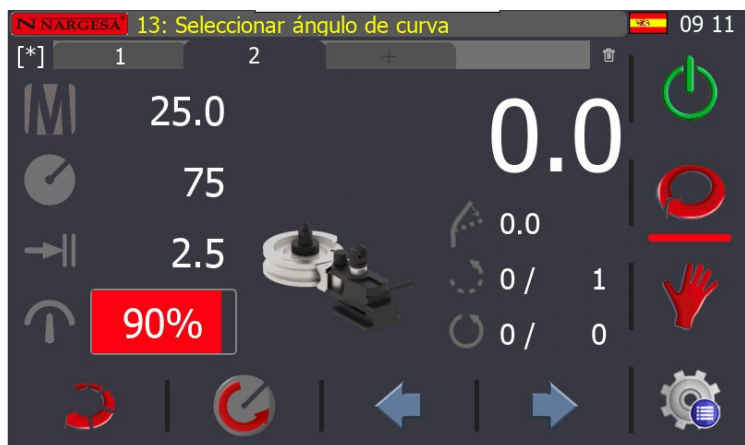 NARGESA 13: Seleccionar ángulo de curva 09 11
[*] 1 2 +
25.0 0.0
75
0.0
2.5
0 / 1
90%
0 / 0